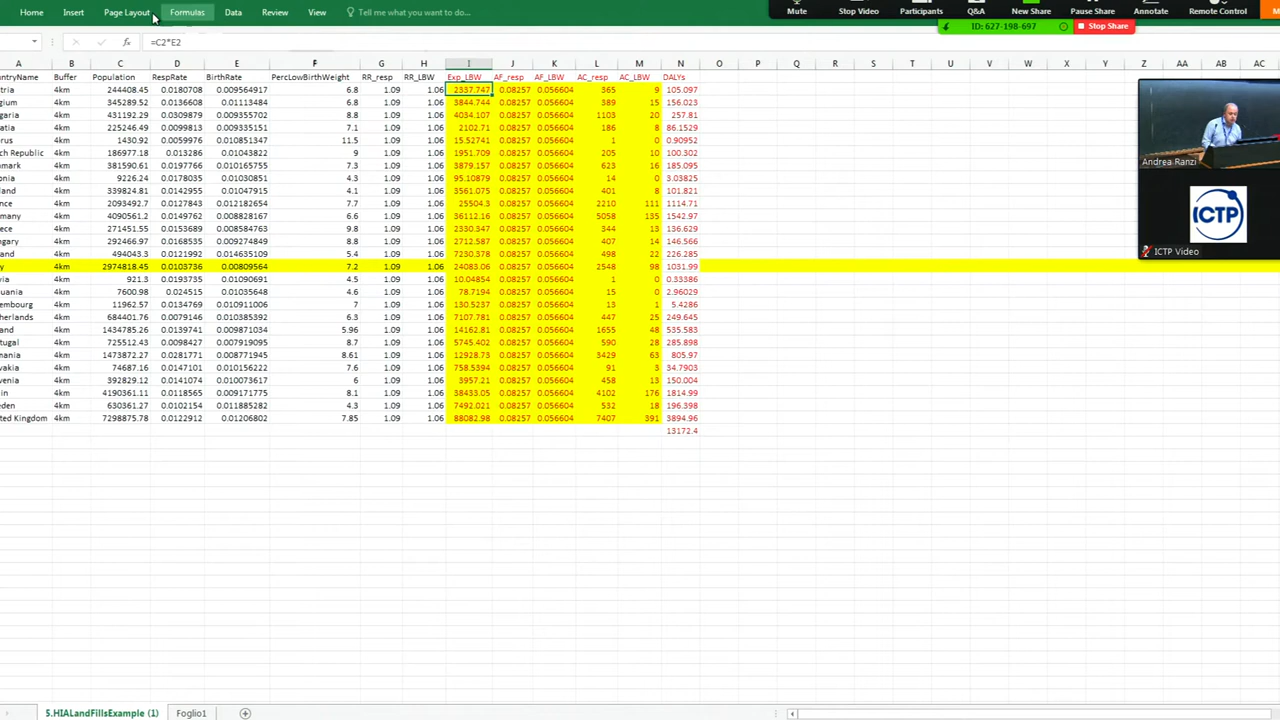 Home Insert Page Layout Formulas Data Review View Tell me what you want to do...
Mute Stop Video Participants Q&A New Share Pause Share Annotate Remote Control
ID: 627-198-697 Stop Share
fx =C2*E2
A B C D E F G H I J K L M N O P Q R S T U V W X Y Z AA AB AC
ntryName Buffer Population RespRate BirthRate PercLowBirthWeight RR_resp RR_LBW Exp_LBW AF_resp AF_LBW AC_resp AC_LBW DALYs
tria 4km 244408.45 0.0180708 0.009564917 6.8 1.09 1.06 2337.747 0.08257 0.056604 365 9 105.097
gium 4km 345289.52 0.0136608 0.01113484 6.8 1.09 1.06 3844.744 0.08257 0.056604 389 15 156.023
garia 4km 431192.29 0.0309879 0.009355702 8.8 1.09 1.06 4034.107 0.08257 0.056604 1103 20 257.81
atia 4km 225246.49 0.0099813 0.009335151 7.1 1.09 1.06 2102.71 0.08257 0.056604 186 8 86.1529
rus 4km 1430.92 0.0059976 0.010851347 11.5 1.09 1.06 15.52741 0.08257 0.056604 1 0 0.90952
ch Republic 4km 186977.18 0.013286 0.01043822 9 1.09 1.06 1951.709 0.08257 0.056604 205 10 100.302
nmark 4km 381590.61 0.0196776 0.010165755 7.3 1.09 1.06 3879.157 0.08257 0.056604 623 16 185.095
onia 4km 9226.24 0.0178035 0.01030851 4.3 1.09 1.06 95.10879 0.08257 0.056604 14 0 3.03825
and 4km 339824.81 0.0142955 0.01047915 4.1 1.09 1.06 3561.075 0.08257 0.056604 401 8 101.821
nce 4km 2093492.7 0.0127843 0.012182654 7.7 1.09 1.06 25504.3 0.08257 0.056604 2210 111 1114.71
many 4km 4090561.2 0.0149762 0.008828167 6.6 1.09 1.06 36112.16 0.08257 0.056604 5058 135 1542.97
ece 4km 271451.55 0.0153589 0.008584763 9.8 1.09 1.06 2330.347 0.08257 0.056604 344 13 136.629
gary 4km 292466.97 0.0168535 0.009274849 8.8 1.09 1.06 2712.587 0.08257 0.056604 407 14 146.566
and 4km 494043.3 0.0121992 0.014635109 5.4 1.09 1.06 7230.378 0.08257 0.056604 498 22 226.285
y 4km 2974818.45 0.0103736 0.00809564 7.2 1.09 1.06 24083.06 0.08257 0.056604 2548 98 1031.99
via 4km 921.3 0.013438 0.01090691 4.5 1.09 1.06 10.04854 0.08257 0.056604 1 0 0.33386
uania 4km 7600.98 0.024515 0.01035648 4.6 1.09 1.06 78.7194 0.08257 0.056604 15 0 2.96029
embourg 4km 11962.57 0.0134769 0.010911006 7 1.09 1.06 130.5237 0.08257 0.056604 13 1 5.4286
herlands 4km 684401.76 0.0079146 0.010385392 6.3 1.09 1.06 7107.781 0.08257 0.056604 447 25 249.645
and 4km 1434785.26 0.0139741 0.009871034 5.96 1.09 1.06 14162.81 0.08257 0.056604 1655 48 535.583
tugal 4km 725512.43 0.0098427 0.007919095 8.7 1.09 1.06 5745.402 0.08257 0.056604 590 28 285.898
mania 4km 1473872.27 0.0281771 0.008771945 8.61 1.09 1.06 12928.73 0.08257 0.056604 3429 63 805.97
vakia 4km 74687.16 0.0147022 0.010156222 7.6 1.09 1.06 758.5394 0.08257 0.056604 91 3 34.7903
venia 4km 392829.12 0.0141074 0.010073617 6 1.09 1.06 3957.21 0.08257 0.056604 458 13 150.004
in 4km 4190361.11 0.0118565 0.009171775 8.1 1.09 1.06 38433.05 0.08257 0.056604 4102 176 1814.99
eden 4km 630361.27 0.0102154 0.011885282 4.3 1.09 1.06 7492.021 0.08257 0.056604 532 18 196.398
ted Kingdom 4km 7298875.78 0.0122912 0.01206802 7.85 1.09 1.06 88082.98 0.08257 0.056604 7407 391 3894.96
13172.4
Andrea Ranzi
ICTP
ICTP Video
5.HIALandFillsExample (1) Foglio1